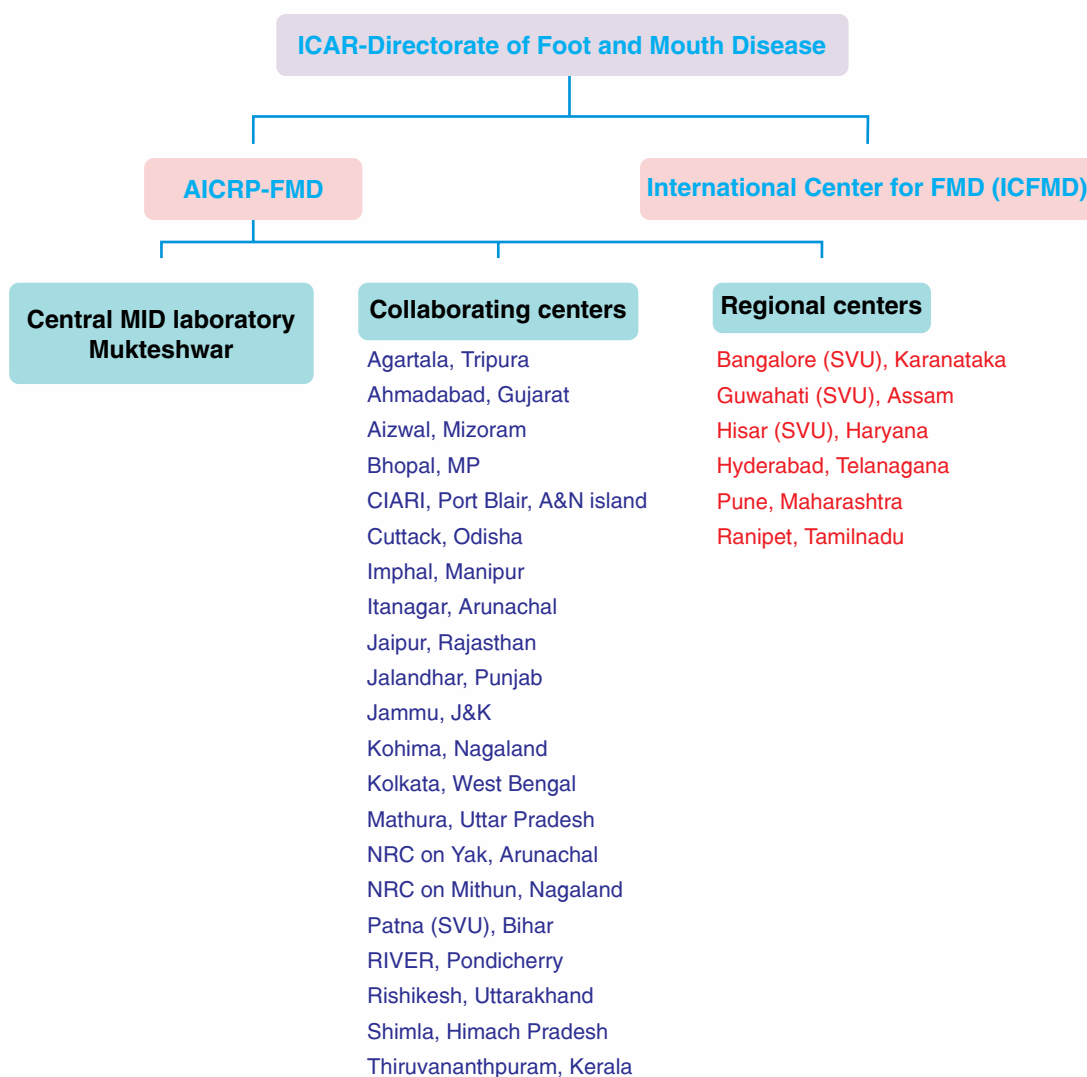 ICAR-Directorate of Foot and Mouth Disease
AICRP-FMD
International Center for FMD (ICFMD)
Central MID laboratory
Mukteshwar
Collaborating centers
Agartala, Tripura
Ahmadabad, Gujarat
Aizwal, Mizoram
Bhopal, MP
CIARI, Port Blair, A&N island
Cuttack, Odisha
Imphal, Manipur
Itanagar, Arunachal
Jaipur, Rajasthan
Jalandhar, Punjab
Jammu, J&K
Kohima, Nagaland
Kolkata, West Bengal
Mathura, Uttar Pradesh
NRC on Yak, Arunachal
NRC on Mithun, Nagaland
Patna (SVU), Bihar
RIVER, Pondicherry
Rishikesh, Uttarakhand
Shimla, Himach Pradesh
Thiruvananthpuram, Kerala
Regional centers
Bangalore (SVU), Karanataka
Guwahati (SVU), Assam
Hisar (SVU), Haryana
Hyderabad, Telanagana
Pune, Maharashtra
Ranipet, Tamilnadu